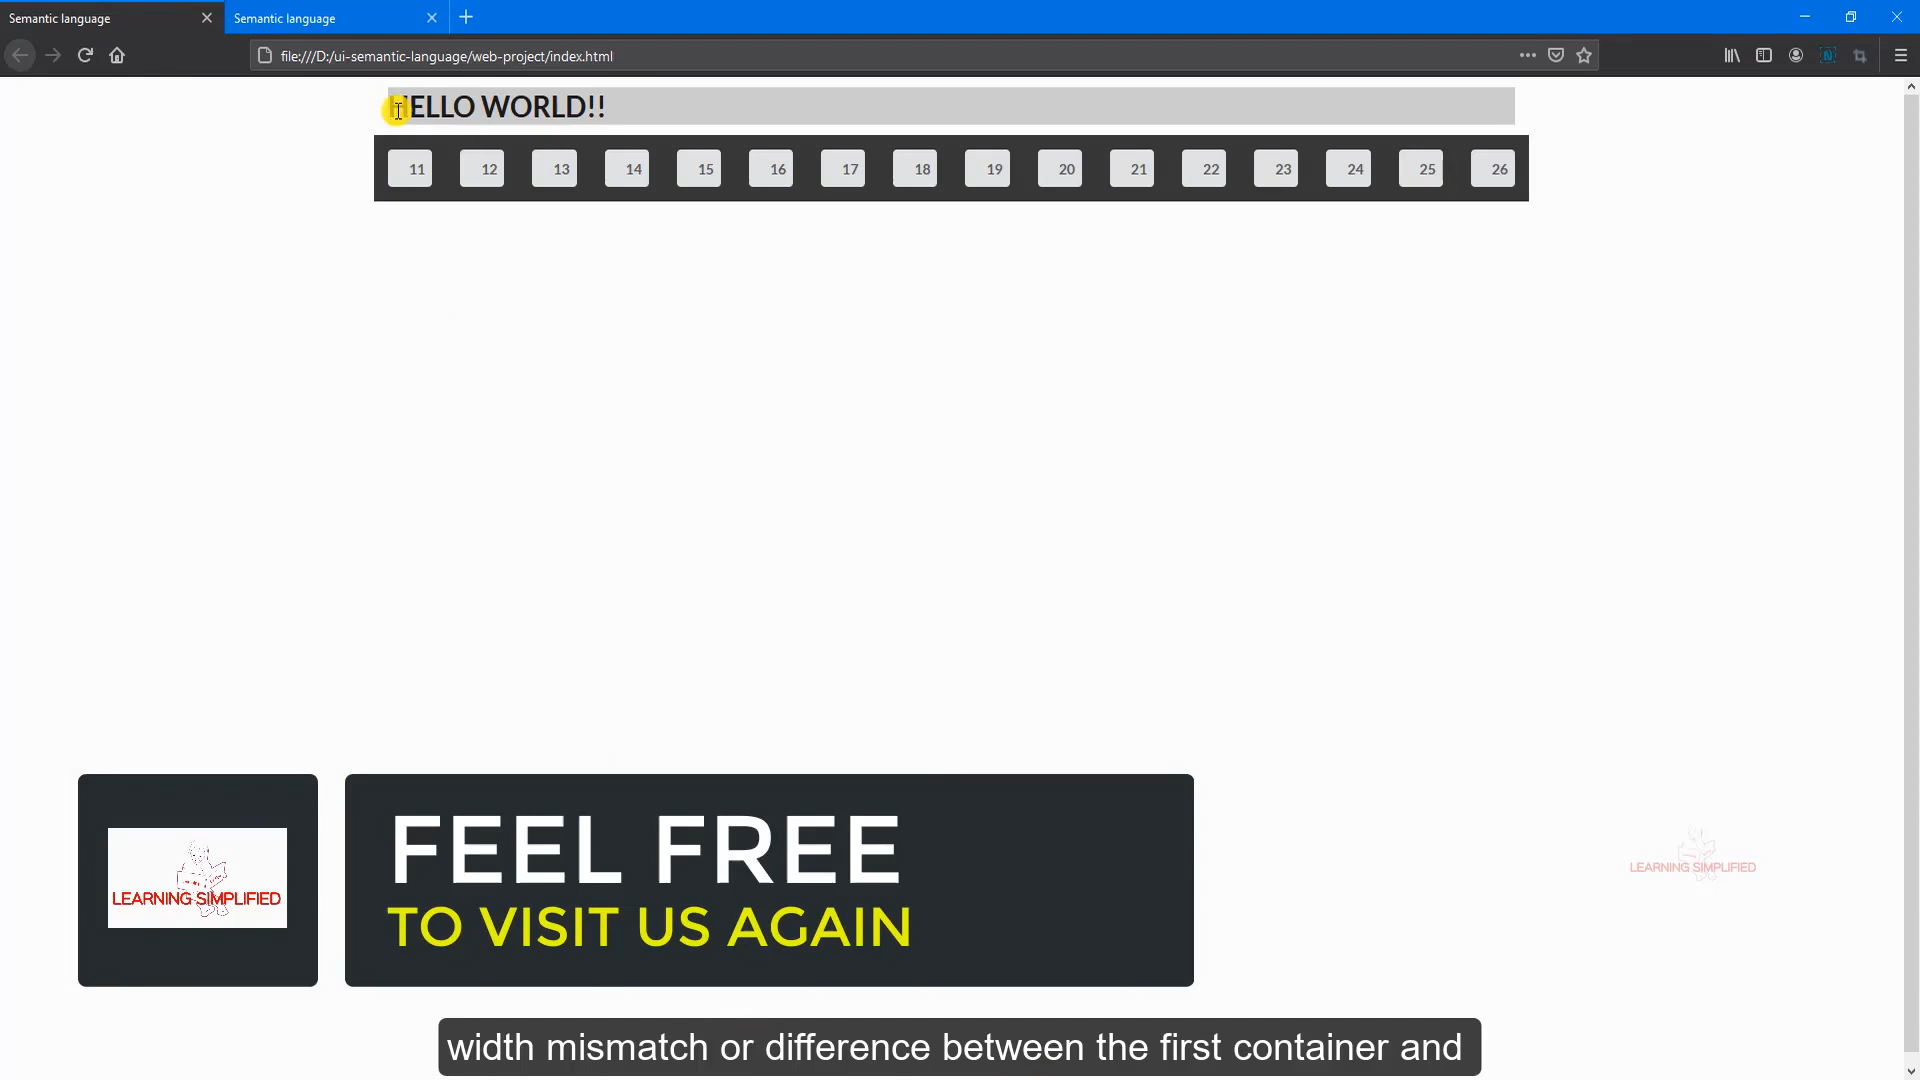 Semantic language
Semantic language
file:///D:/ui-semantic-language/web-project/index.html
HELLO WORLD!!
11 12 13 14 15 16 17 18 19 20 21 22 23 24 25 26
LEARNING SIMPLIFIED
FEEL FREE
TO VISIT US AGAIN
LEARNING SIMPLIFIED
width mismatch or difference between the first container and